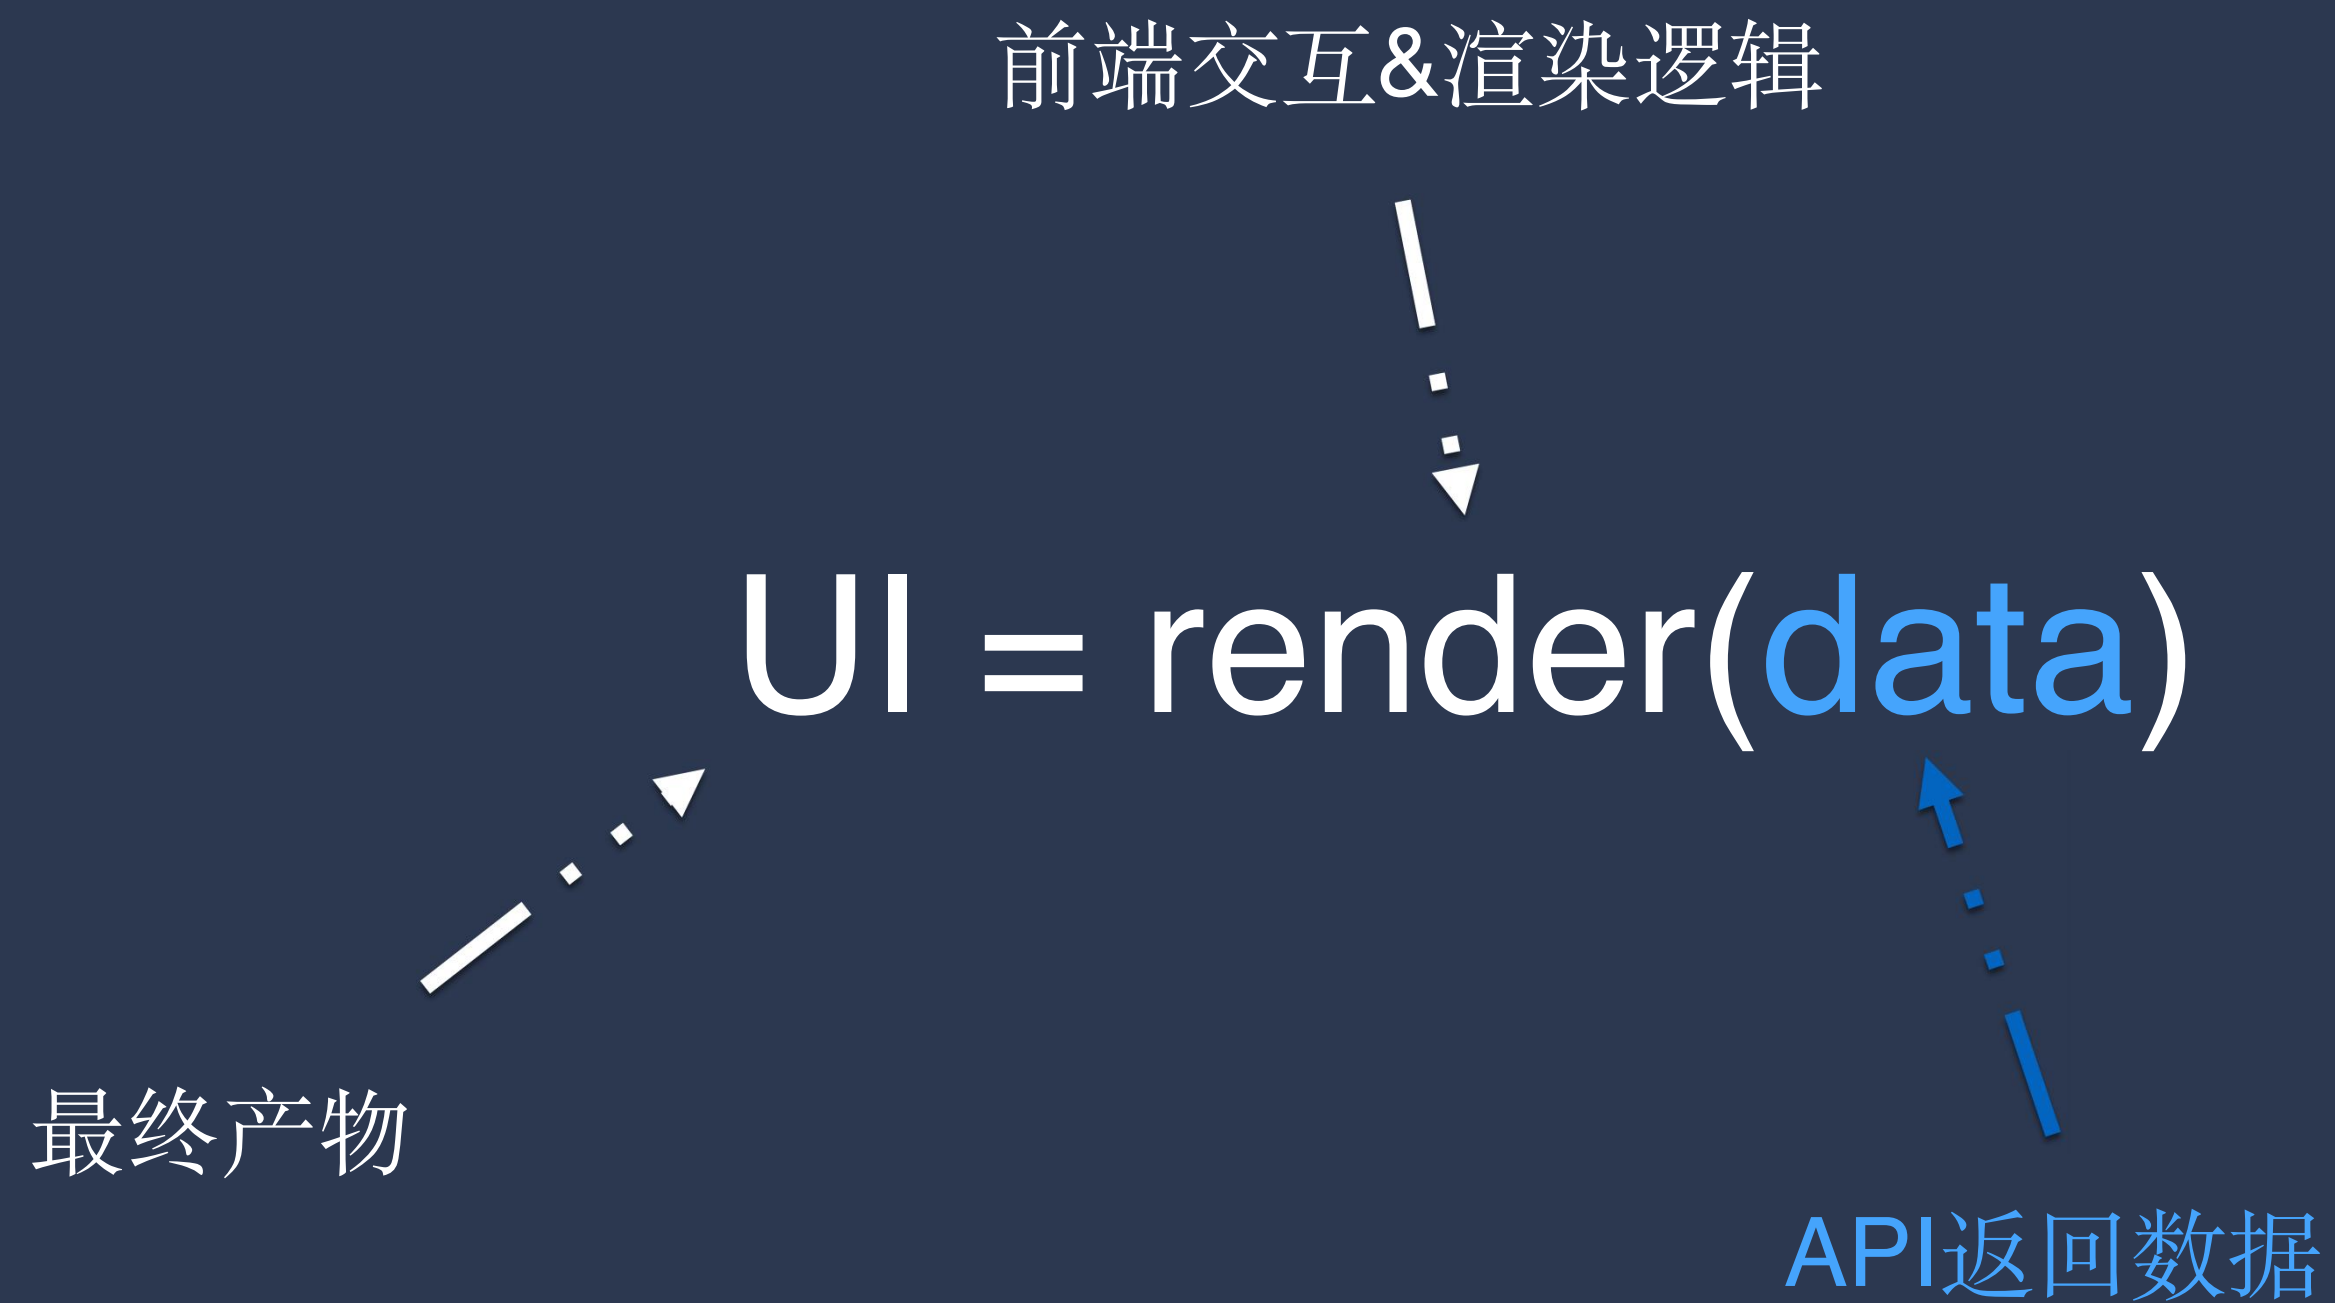 前端交互&渲染逻辑
UI = render(data)
最终产物
API返回数据